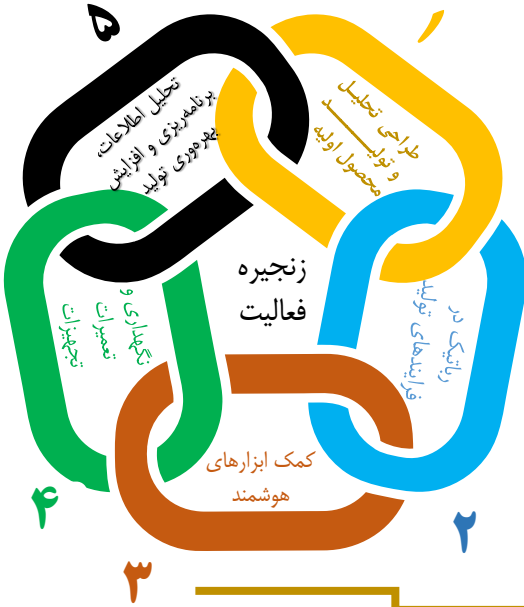 زنجیره
فعالیت
۱
طراحی تحلیل
و تولیـــــــد
محصول اولیه
۲
رباتیک در
فرایندهای تولید
۳
کمک ابزارهای
هوشمند
۴
نگهداری و
تعمیرات
تجهیزات
۵
تحلیل اطلاعات،
برنامه‌ریزی و افزایش
بهره‌وری تولید